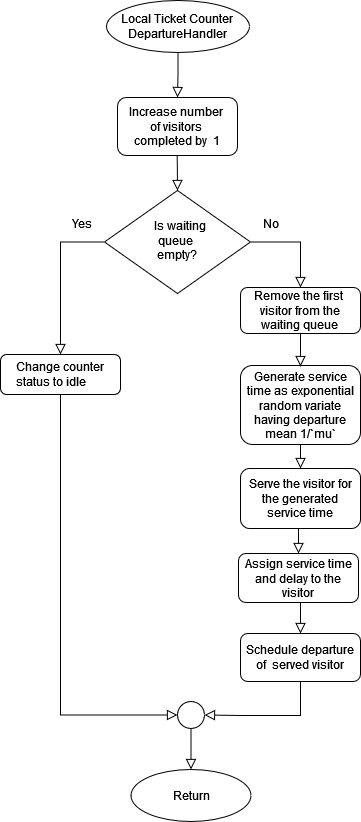 Local Ticket Counter
DepartureHandler
Increase number
of visitors
completed by 1
Is waiting
queue
empty?
Yes
No
Remove the first
visitor from the
waiting queue
Change counter
status to idle
Generate service
time as exponential
random variate
having departure
mean 1/`mu`
Serve the visitor for
the generated
service time
Assign service time
and delay to the
visitor
Schedule departure
of served visitor
Return